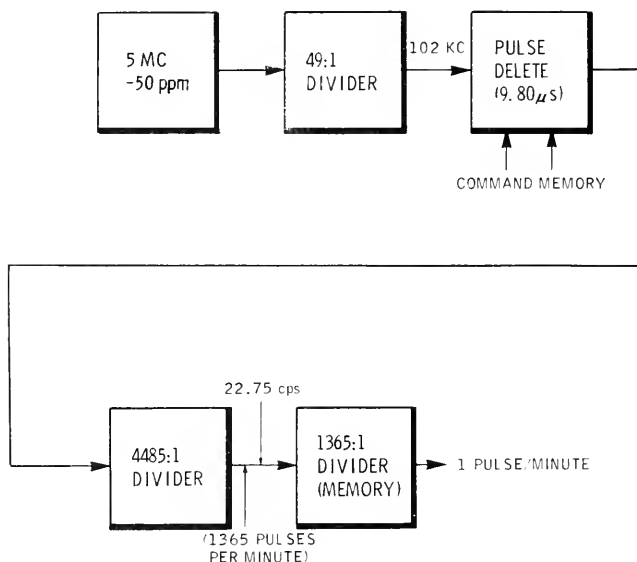 5 MC
-50 ppm
49:1
DIVIDER
102 KC
PULSE
DELETE
(9.80μs)
COMMAND MEMORY
4485:1
DIVIDER
22.75 cps
(1365 PULSES
PER MINUTE)
1365:1
DIVIDER
(MEMORY)
1 PULSE/MINUTE